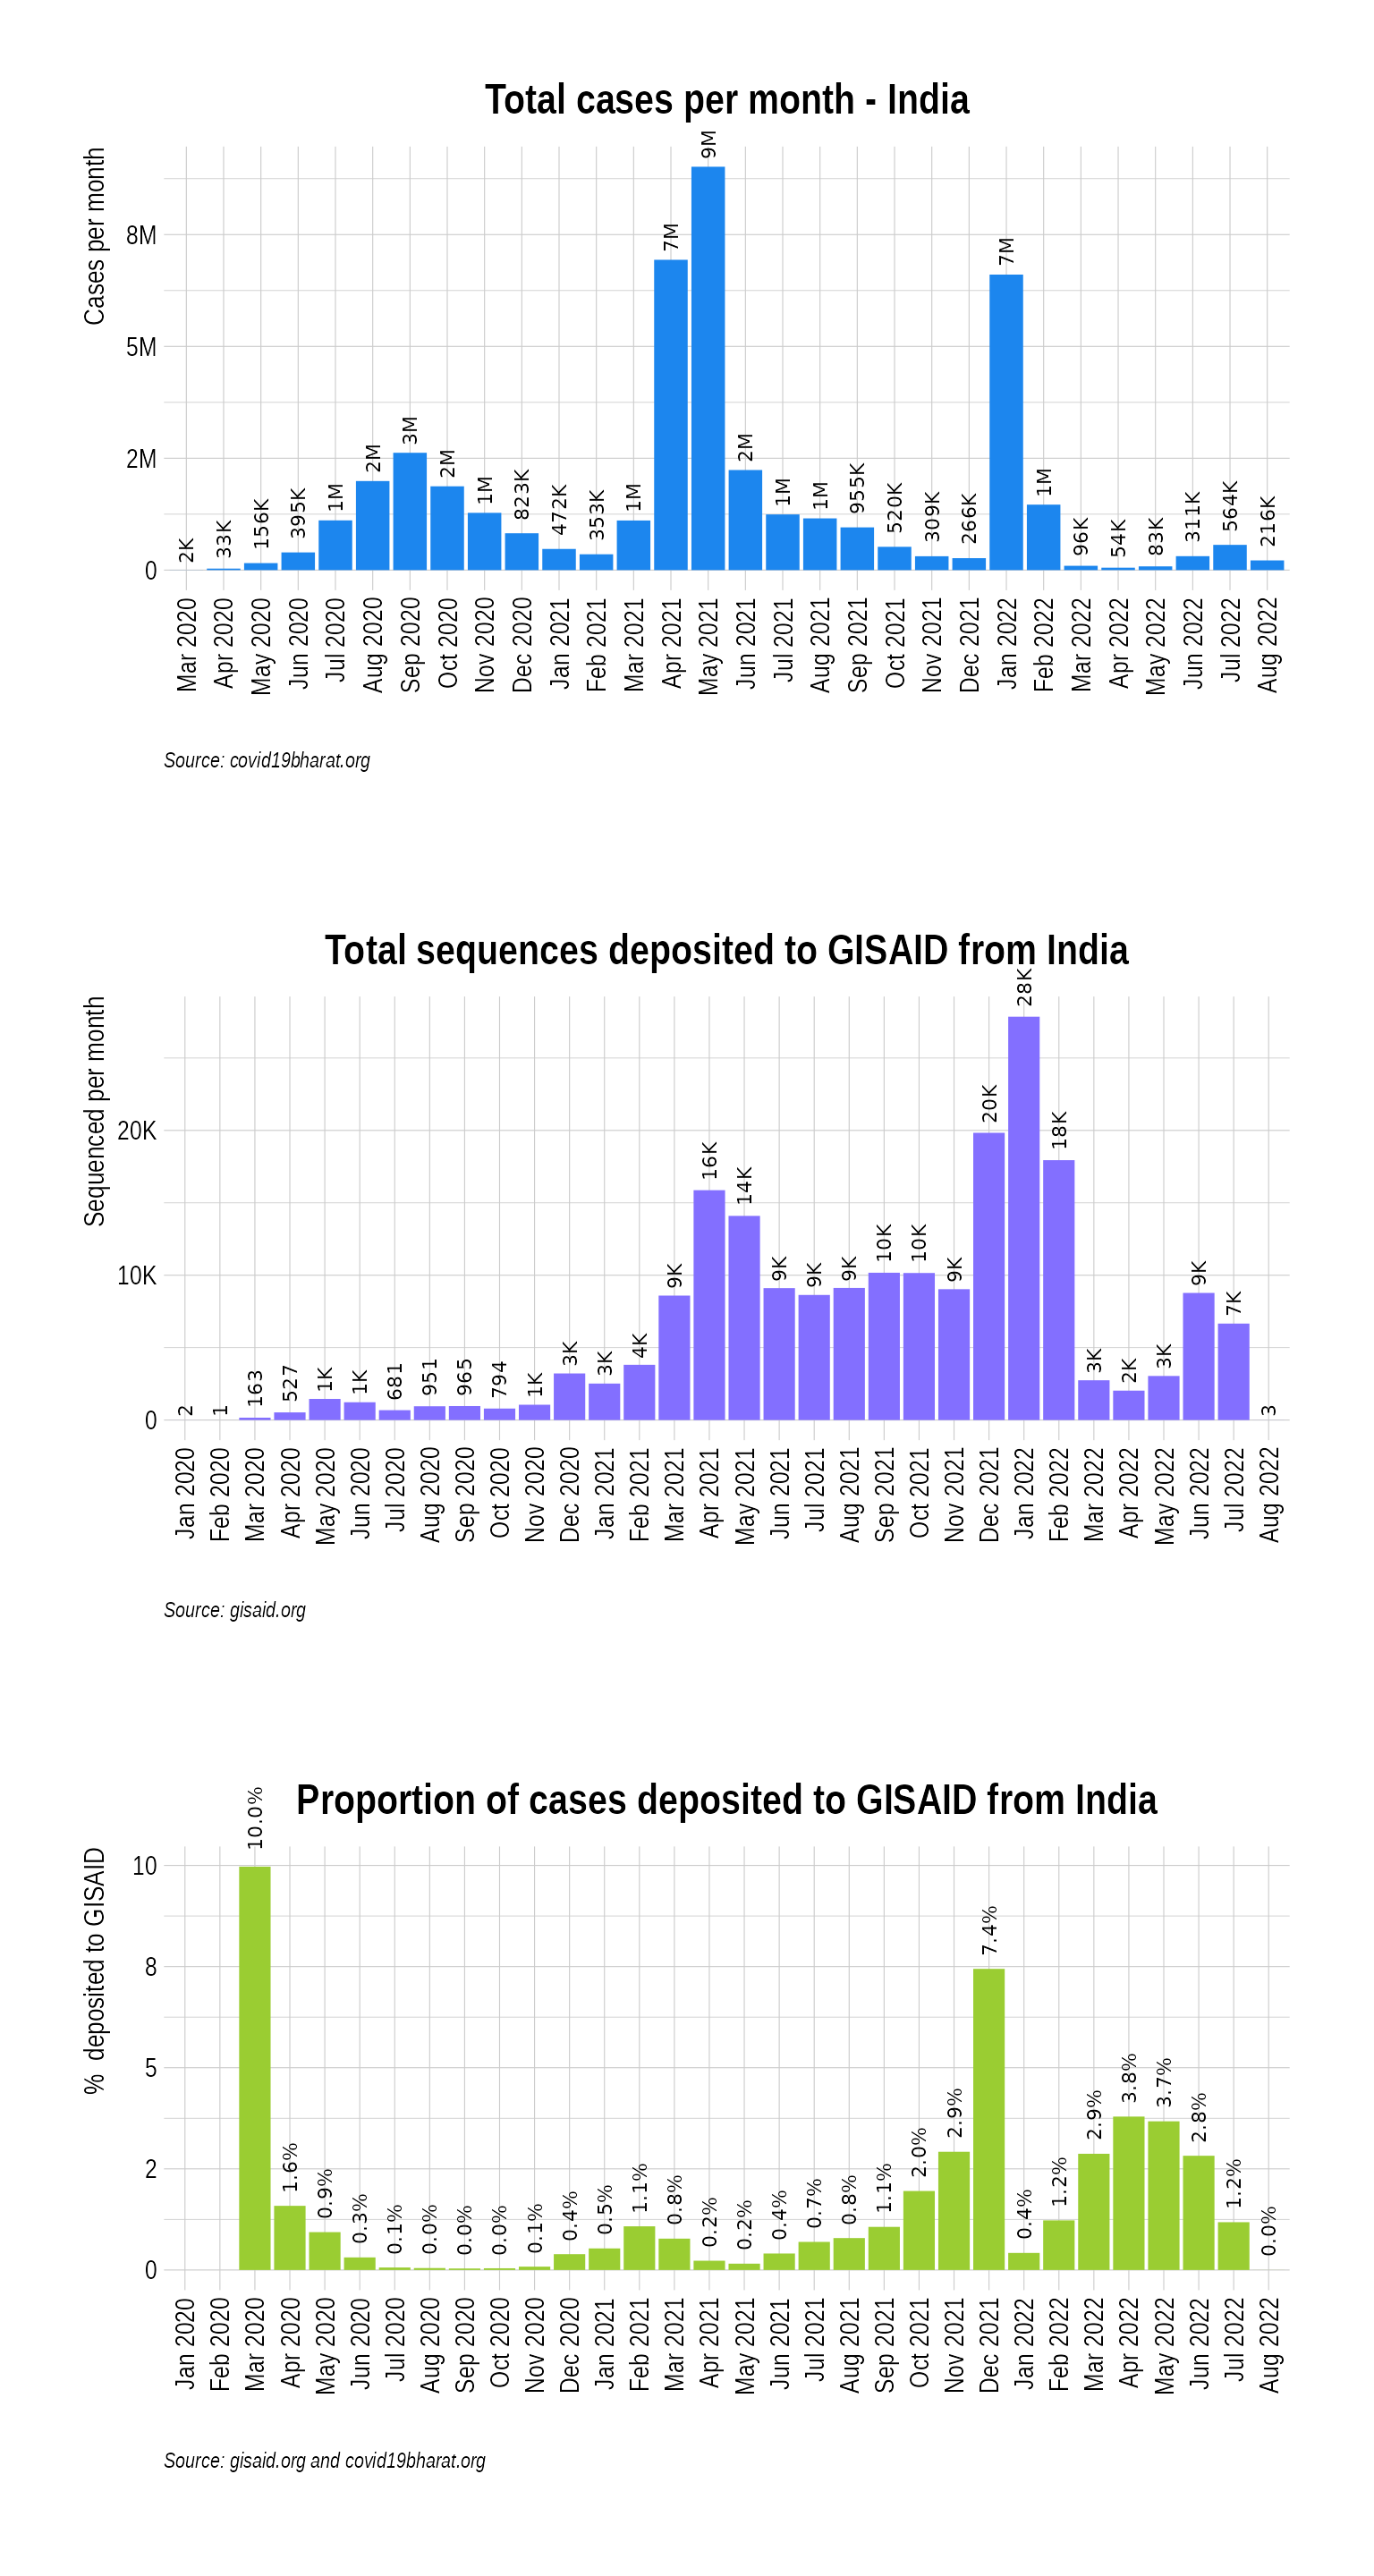 Total cases per month - India
Cases per month
8M
5M
2M
0
2K
33K
156K
395K
1M
2M
3M
2M
1M
823K
472K
353K
1M
7M
9M
2M
1M
1M
955K
520K
309K
266K
7M
1M
96K
54K
83K
311K
564K
216K
Mar 2020
Apr 2020
May 2020
Jun 2020
Jul 2020
Aug 2020
Sep 2020
Oct 2020
Nov 2020
Dec 2020
Jan 2021
Feb 2021
Mar 2021
Apr 2021
May 2021
Jun 2021
Jul 2021
Aug 2021
Sep 2021
Oct 2021
Nov 2021
Dec 2021
Jan 2022
Feb 2022
Mar 2022
Apr 2022
May 2022
Jun 2022
Jul 2022
Aug 2022
Source: covid19bharat.org
Total sequences deposited to GISAID from India
Sequenced per month
20K
10K
0
2
1
163
527
1K
1K
681
951
965
794
1K
3K
3K
4K
9K
16K
14K
9K
9K
9K
10K
10K
9K
20K
28K
18K
3K
2K
3K
9K
7K
3
Jan 2020
Feb 2020
Mar 2020
Apr 2020
May 2020
Jun 2020
Jul 2020
Aug 2020
Sep 2020
Oct 2020
Nov 2020
Dec 2020
Jan 2021
Feb 2021
Mar 2021
Apr 2021
May 2021
Jun 2021
Jul 2021
Aug 2021
Sep 2021
Oct 2021
Nov 2021
Dec 2021
Jan 2022
Feb 2022
Mar 2022
Apr 2022
May 2022
Jun 2022
Jul 2022
Aug 2022
Source: gisaid.org
Proportion of cases deposited to GISAID from India
% deposited to GISAID
10
8
5
2
0
10.0%
1.6%
0.9%
0.3%
0.1%
0.0%
0.0%
0.0%
0.1%
0.4%
0.5%
1.1%
0.8%
0.2%
0.2%
0.4%
0.7%
0.8%
1.1%
2.0%
2.9%
7.4%
0.4%
1.2%
2.9%
3.8%
3.7%
2.8%
1.2%
0.0%
Jan 2020
Feb 2020
Mar 2020
Apr 2020
May 2020
Jun 2020
Jul 2020
Aug 2020
Sep 2020
Oct 2020
Nov 2020
Dec 2020
Jan 2021
Feb 2021
Mar 2021
Apr 2021
May 2021
Jun 2021
Jul 2021
Aug 2021
Sep 2021
Oct 2021
Nov 2021
Dec 2021
Jan 2022
Feb 2022
Mar 2022
Apr 2022
May 2022
Jun 2022
Jul 2022
Aug 2022
Source: gisaid.org and covid19bharat.org